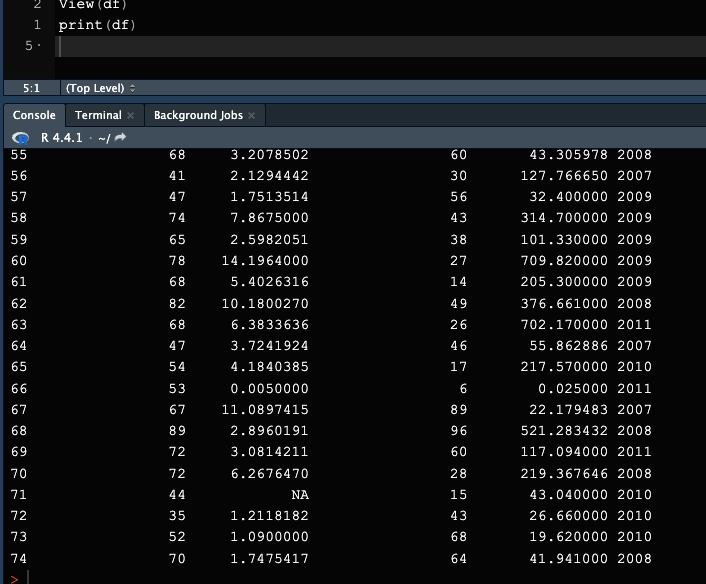 2 View(df)
1 print(df)
5
5:1 (Top Level)
Console Terminal × Background Jobs ×
R 4.4.1 · ~/
55 68 3.2078502 60 43.305978 2008
56 41 2.1294442 30 127.766650 2007
57 47 1.7513514 56 32.400000 2009
58 74 7.8675000 43 314.700000 2009
59 65 2.5982051 38 101.330000 2009
60 78 14.1964000 27 709.820000 2009
61 68 5.4026316 14 205.300000 2009
62 82 10.1800270 49 376.661000 2008
63 68 6.3833636 26 702.170000 2011
64 47 3.7241924 46 55.862886 2007
65 54 4.1840385 17 217.570000 2010
66 53 0.0050000 6 0.025000 2011
67 67 11.0897415 89 22.179483 2007
68 89 2.8960191 96 521.283432 2008
69 72 3.0814211 60 117.094000 2011
70 72 6.2676470 28 219.367646 2008
71 44 NA 15 43.040000 2010
72 35 1.2118182 43 26.660000 2010
73 52 1.0900000 68 19.620000 2010
74 70 1.7475417 64 41.941000 2008
>